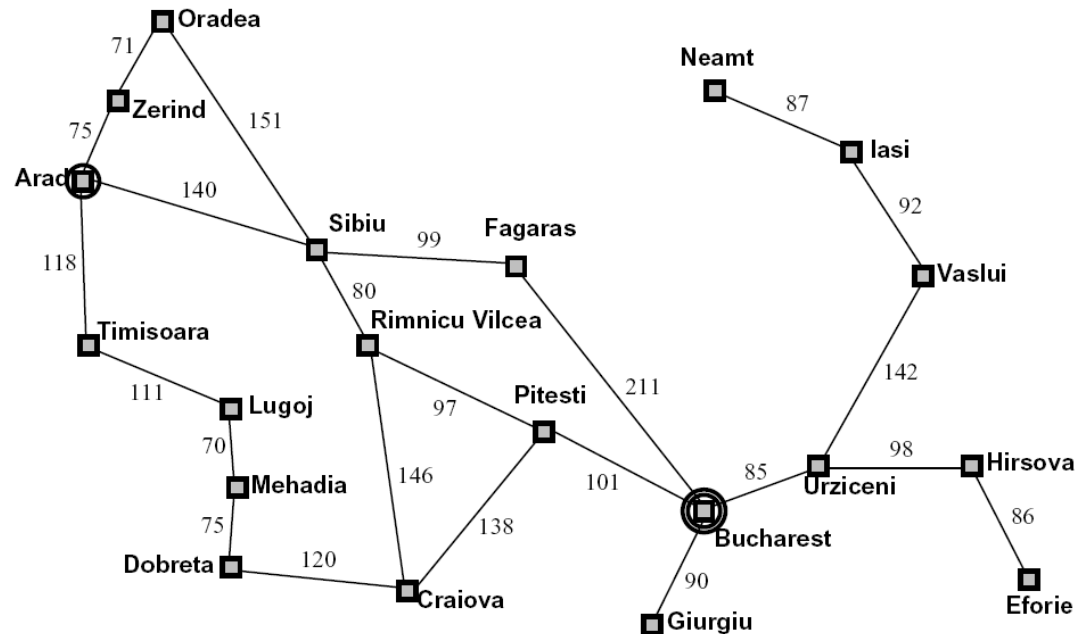 Oradea
71
Neamt
87
Zerind
75
151
Iasi
Arad
140
92
Sibiu
Fagaras
99
118
Vaslui
80
Timisoara
Rimnicu Vilcea
142
111
Pitesti
211
Lugoj
97
70
98
Hirsova
146
101
85
Urziceni
Mehadia
75
138
86
Bucharest
Dobreta
120
90
Craiova
Giurgiu
Eforie